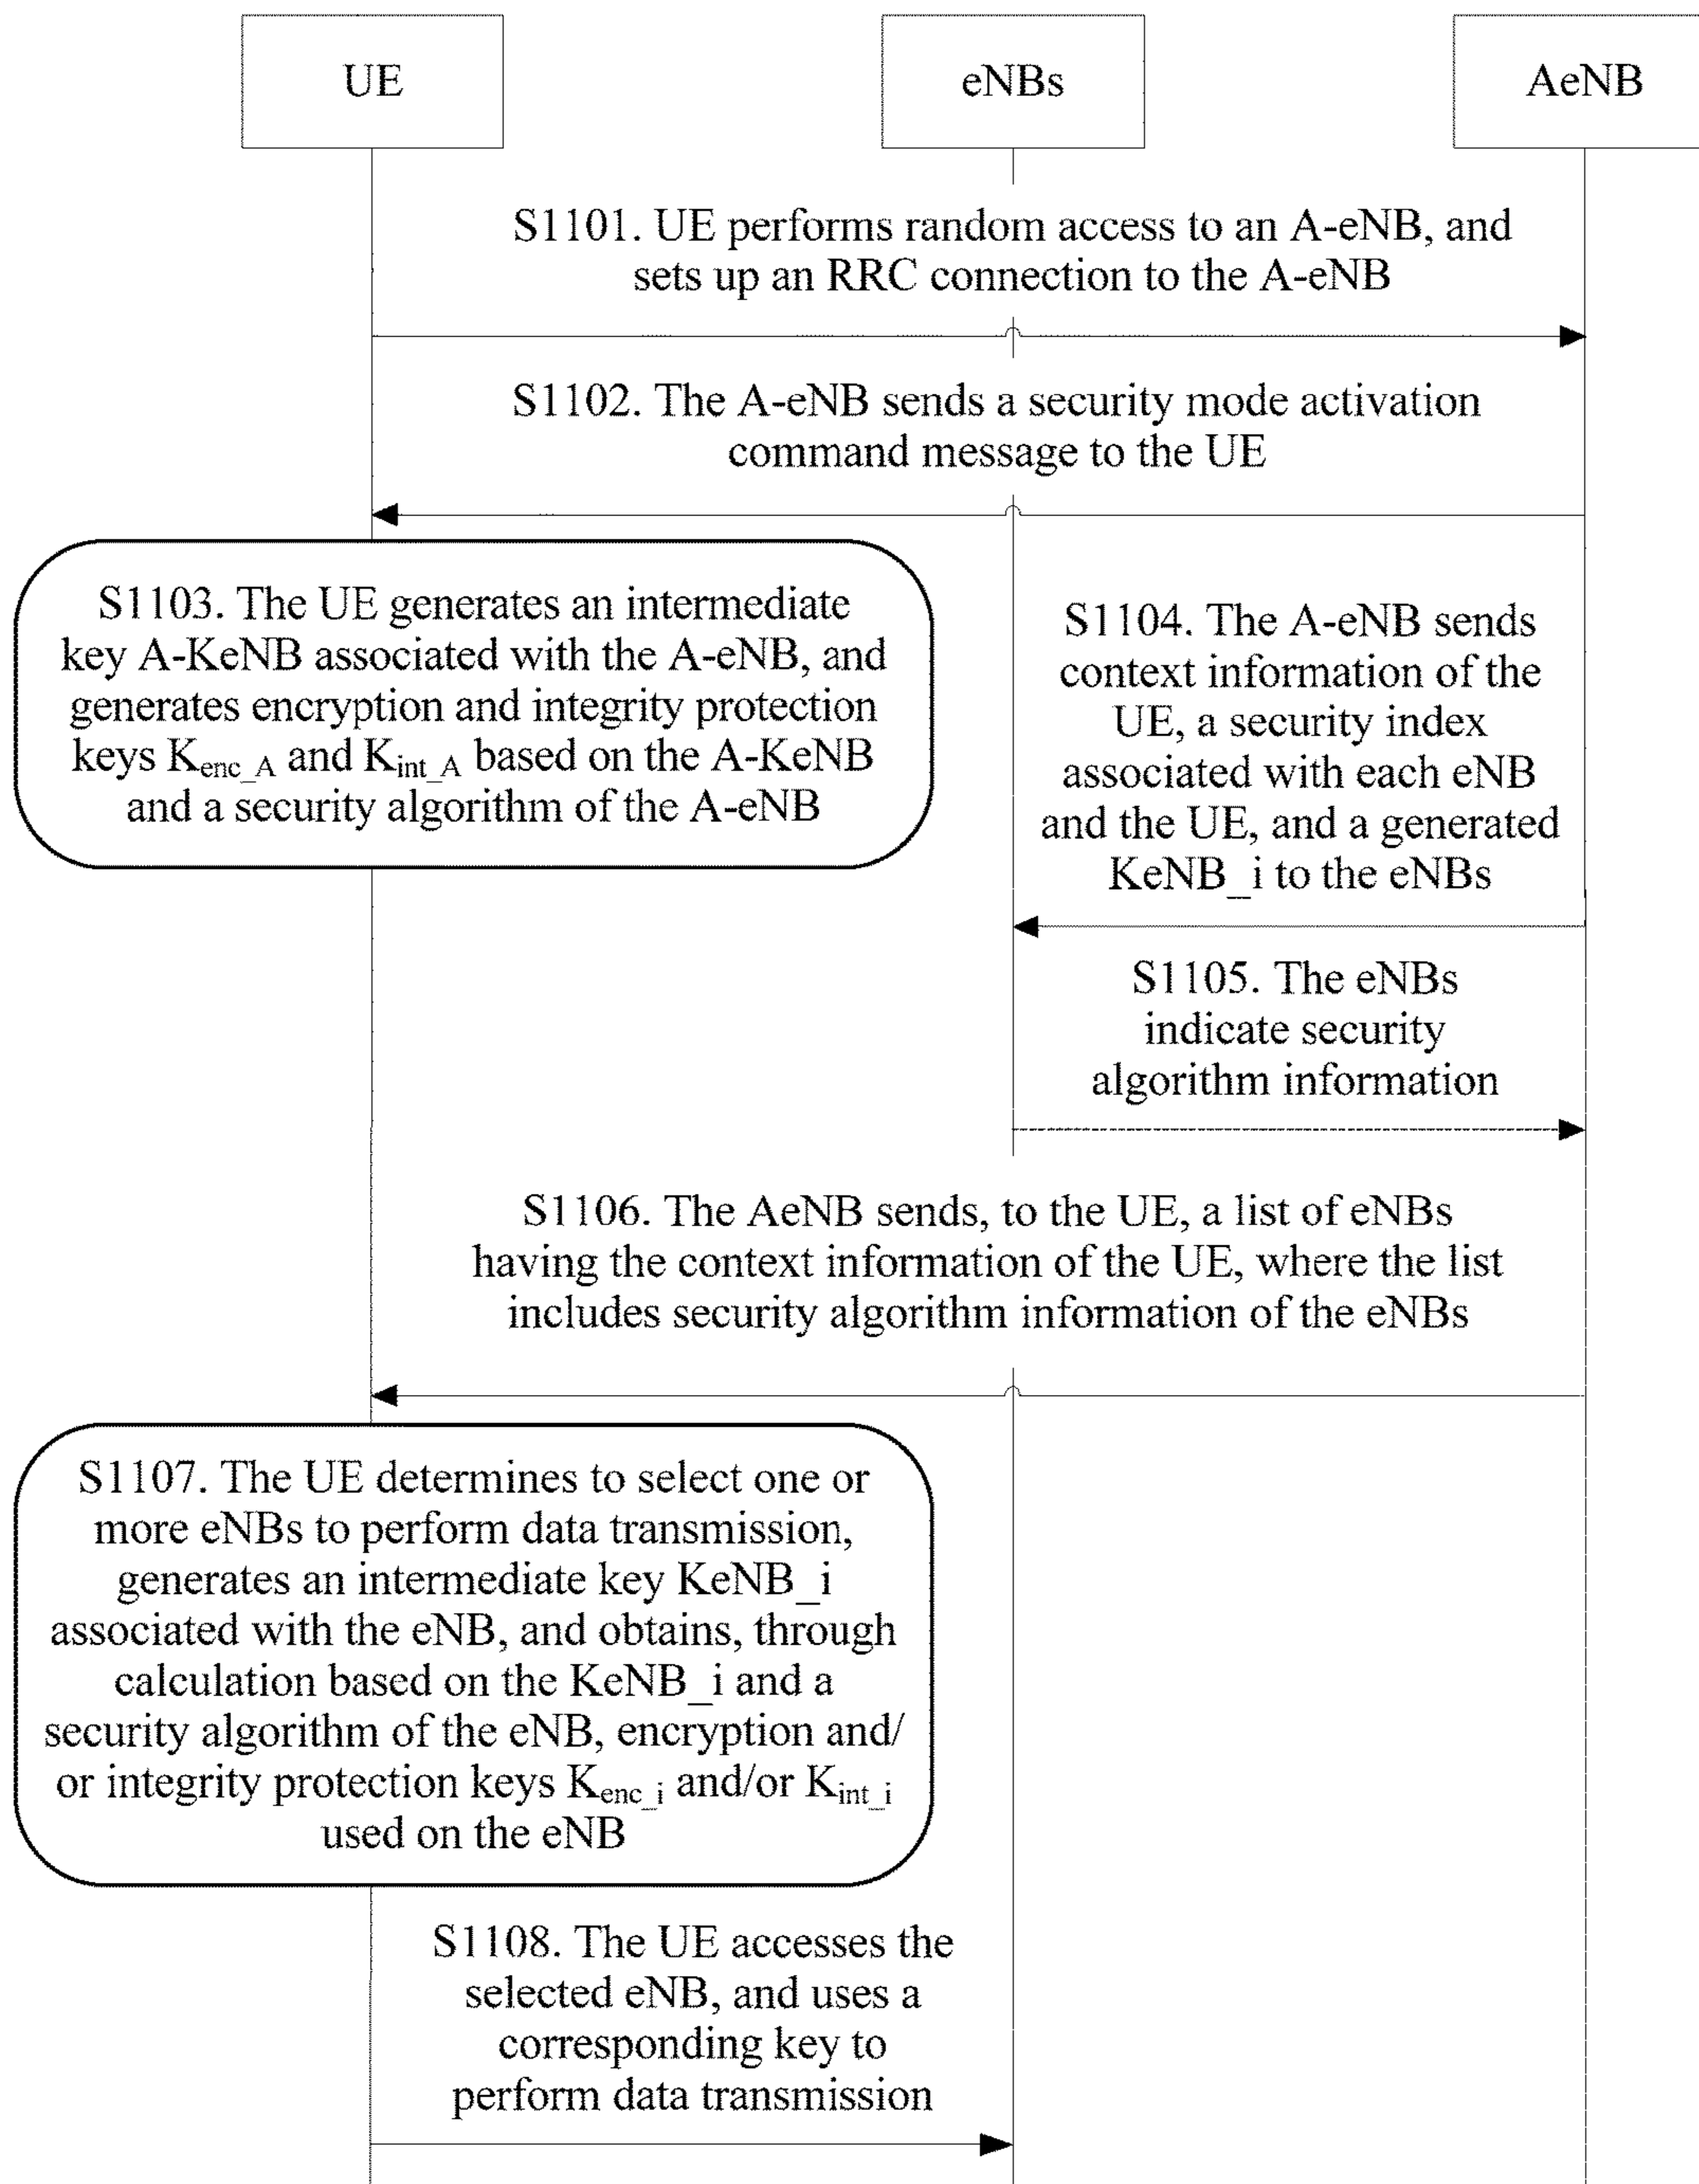 UE
eNBs
AeNB
S1101. UE performs random access to an A-eNB, and
sets up an RRC connection to the A-eNB
S1102. The A-eNB sends a security mode activation
command message to the UE
S1103. The UE generates an intermediate
key A-KeNB associated with the A-eNB, and
generates encryption and integrity protection
keys Kenc_A and Kint_A based on the A-KeNB
and a security algorithm of the A-eNB
S1104. The A-eNB sends
context information of the
UE, a security index
associated with each eNB
and the UE, and a generated
KeNB_i to the eNBs
S1105. The eNBs
indicate security
algorithm information
S1106. The AeNB sends, to the UE, a list of eNBs
having the context information of the UE, where the list
includes security algorithm information of the eNBs
S1107. The UE determines to select one or
more eNBs to perform data transmission,
generates an intermediate key KeNB_i
associated with the eNB, and obtains, through
calculation based on the KeNB_i and a
security algorithm of the eNB, encryption and/
or integrity protection keys Kenc_i and/or Kint_i
used on the eNB
S1108. The UE accesses the
selected eNB, and uses a
corresponding key to
perform data transmission